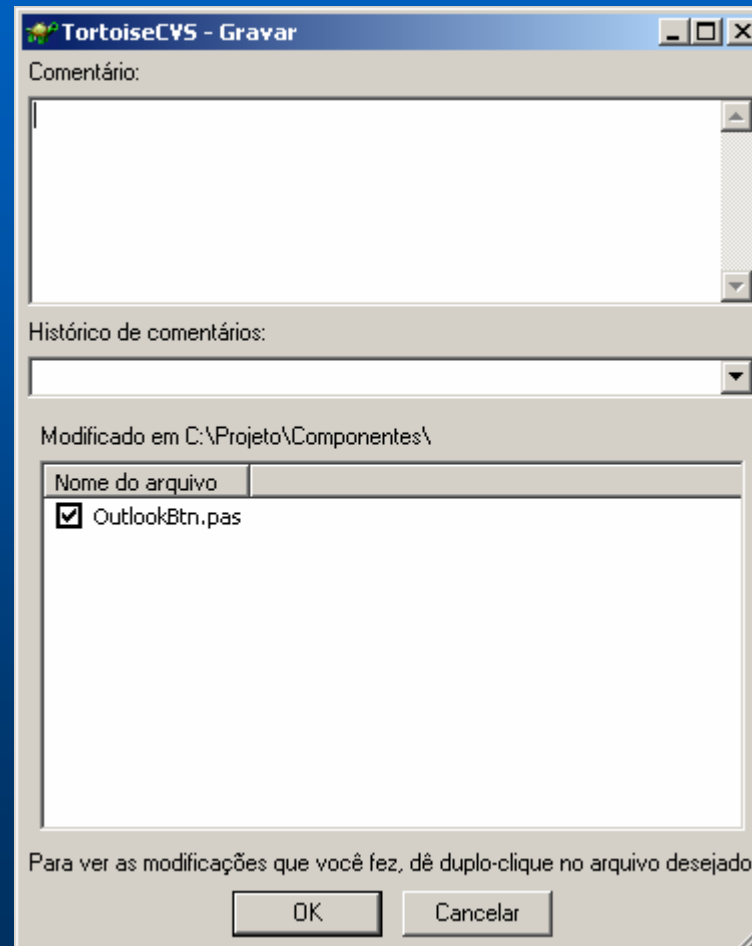 TortoiseCVS - Gravar
Comentário:
Histórico de comentários:
Modificado em C:\Projeto\Componentes\
Nome do arquivo
OutlookBtn.pas
Para ver as modificações que você fez, dê duplo-clique no arquivo desejado
OK
Cancelar